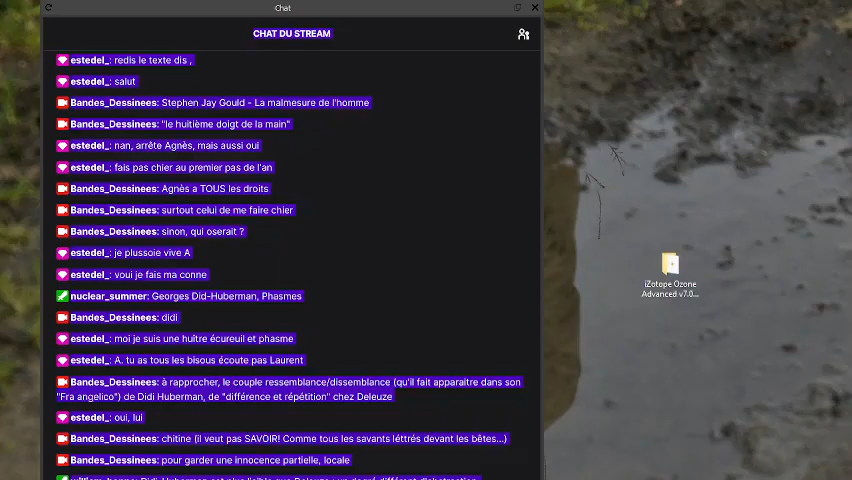 Chat
CHAT DU STREAM
estedel_: redis le texte dis ,
estedel_: salut
Bandes_Dessinees: Stephen Jay Gould - La malmesure de l'homme
Bandes_Dessinees: "le huitième doigt de la main"
estedel_: nan, arrête Agnès, mais aussi oui
estedel_: fais pas chier au premier pas de l'an
Bandes_Dessinees: Agnès a TOUS les droits
Bandes_Dessinees: surtout celui de me faire chier
Bandes_Dessinees: sinon, qui oserait ?
estedel_: je plussoie vive A
estedel_: voui je fais ma conne
nuclear_summer: Georges Did-Huberman, Phasmes
Bandes_Dessinees: didi
estedel_: moi je suis une huître écureuil et phasme
estedel_: A. tu as tous les bisous écoute pas Laurent
Bandes_Dessinees: à rapprocher, le couple ressemblance/dissemblance (qu'il fait apparaitre dans son
"Fra angelico") de Didi Huberman, de "différence et répétition" chez Deleuze
estedel_: oui, lui
Bandes_Dessinees: chitine (il veut pas SAVOIR! Comme tous les savants léttrés devant les bêtes...)
Bandes_Dessinees: pour garder une innocence partielle, locale
iZotope Ozone
Advanced v7.0...